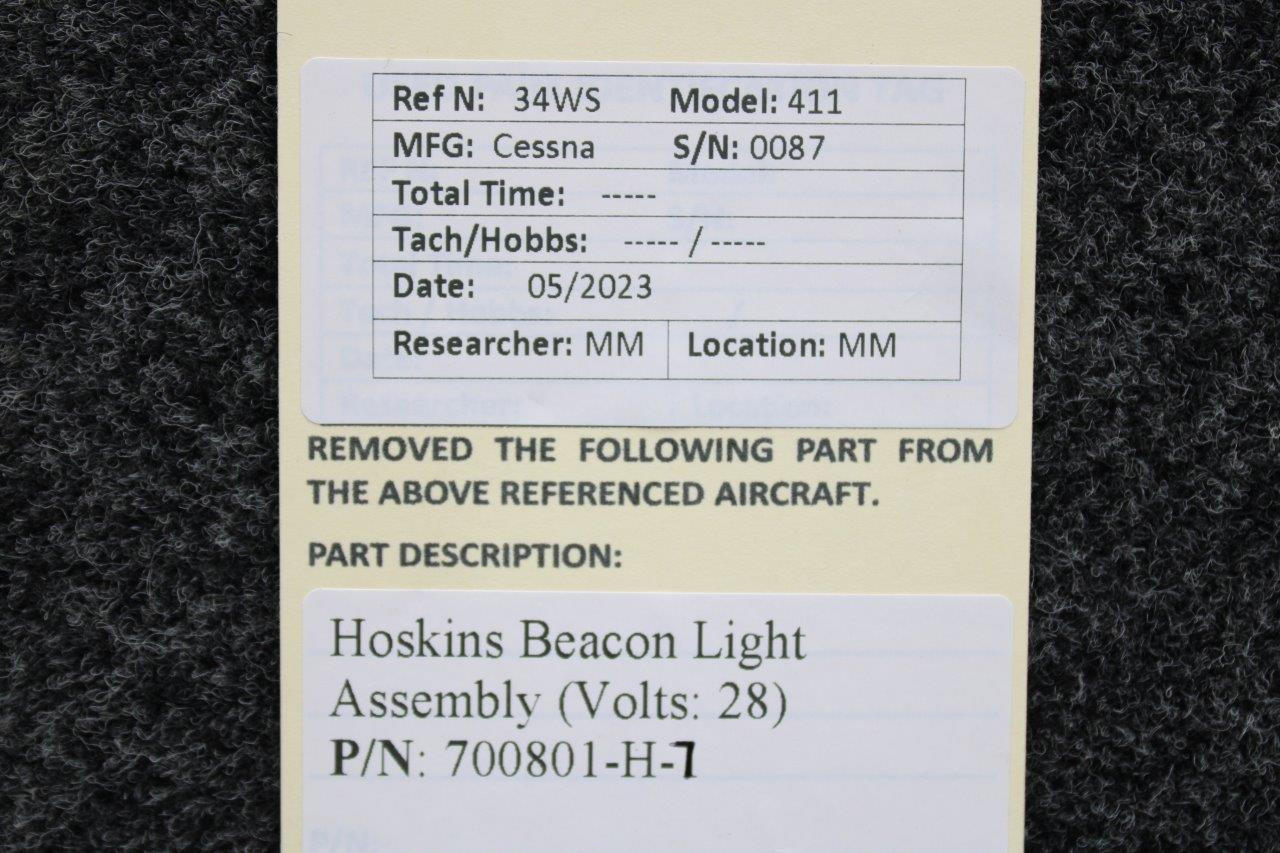 Ref N: 34WS Model: 411
MFG: Cessna S/N: 0087
Total Time: -----
Tach/Hobbs: ----- / -----
Date: 05/2023
Researcher: MM Location: MM
REMOVED THE FOLLOWING PART FROM
THE ABOVE REFERENCED AIRCRAFT.
PART DESCRIPTION:
Hoskins Beacon Light
Assembly (Volts: 28)
P/N: 700801-H-7
P/N: